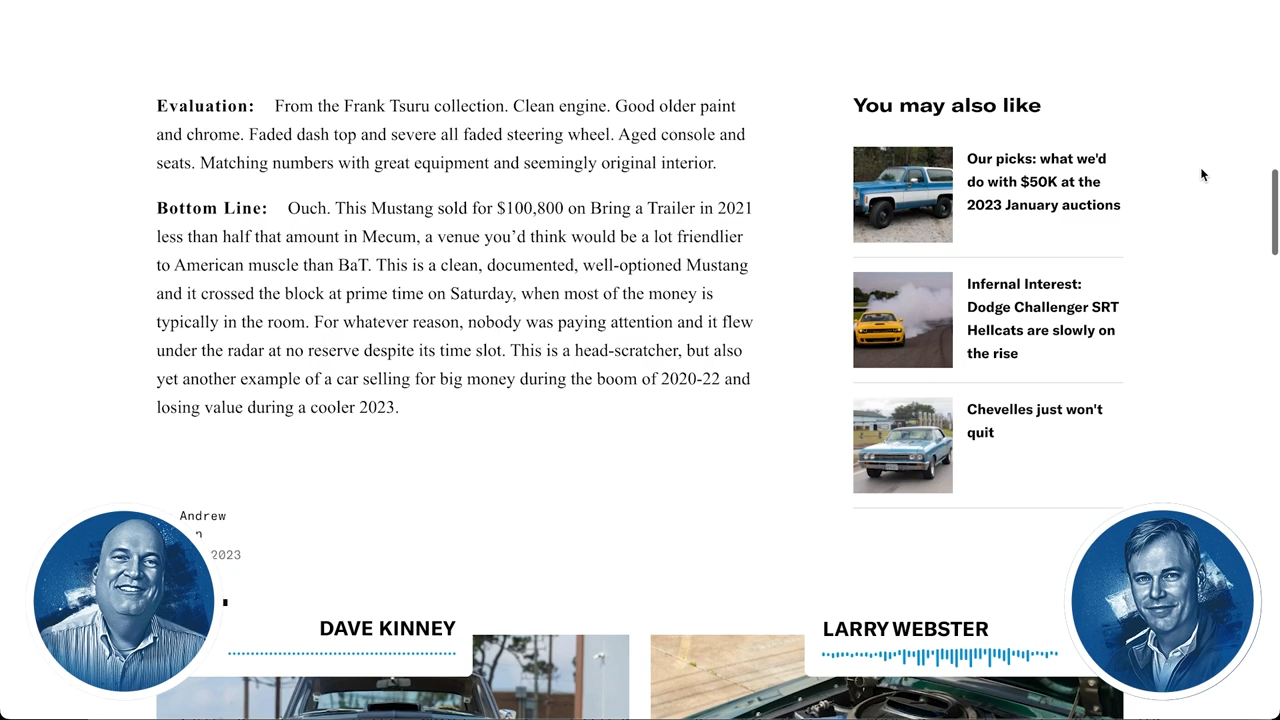 Evaluation: From the Frank Tsuru collection. Clean engine. Good older paint
and chrome. Faded dash top and severe all faded steering wheel. Aged console and
seats. Matching numbers with great equipment and seemingly original interior.
Bottom Line: Ouch. This Mustang sold for $100,800 on Bring a Trailer in 2021
less than half that amount in Mecum, a venue you’d think would be a lot friendlier
to American muscle than BaT. This is a clean, documented, well-optioned Mustang
and it crossed the block at prime time on Saturday, when most of the money is
typically in the room. For whatever reason, nobody was paying attention and it flew
under the radar at no reserve despite its time slot. This is a head-scratcher, but also
yet another example of a car selling for big money during the boom of 2020-22 and
losing value during a cooler 2023.
You may also like
Our picks: what we'd
do with $50K at the
2023 January auctions
Infernal Interest:
Dodge Challenger SRT
Hellcats are slowly on
the rise
Chevelles just won't
quit
Andrew
2023
DAVE KINNEY
LARRY WEBSTER